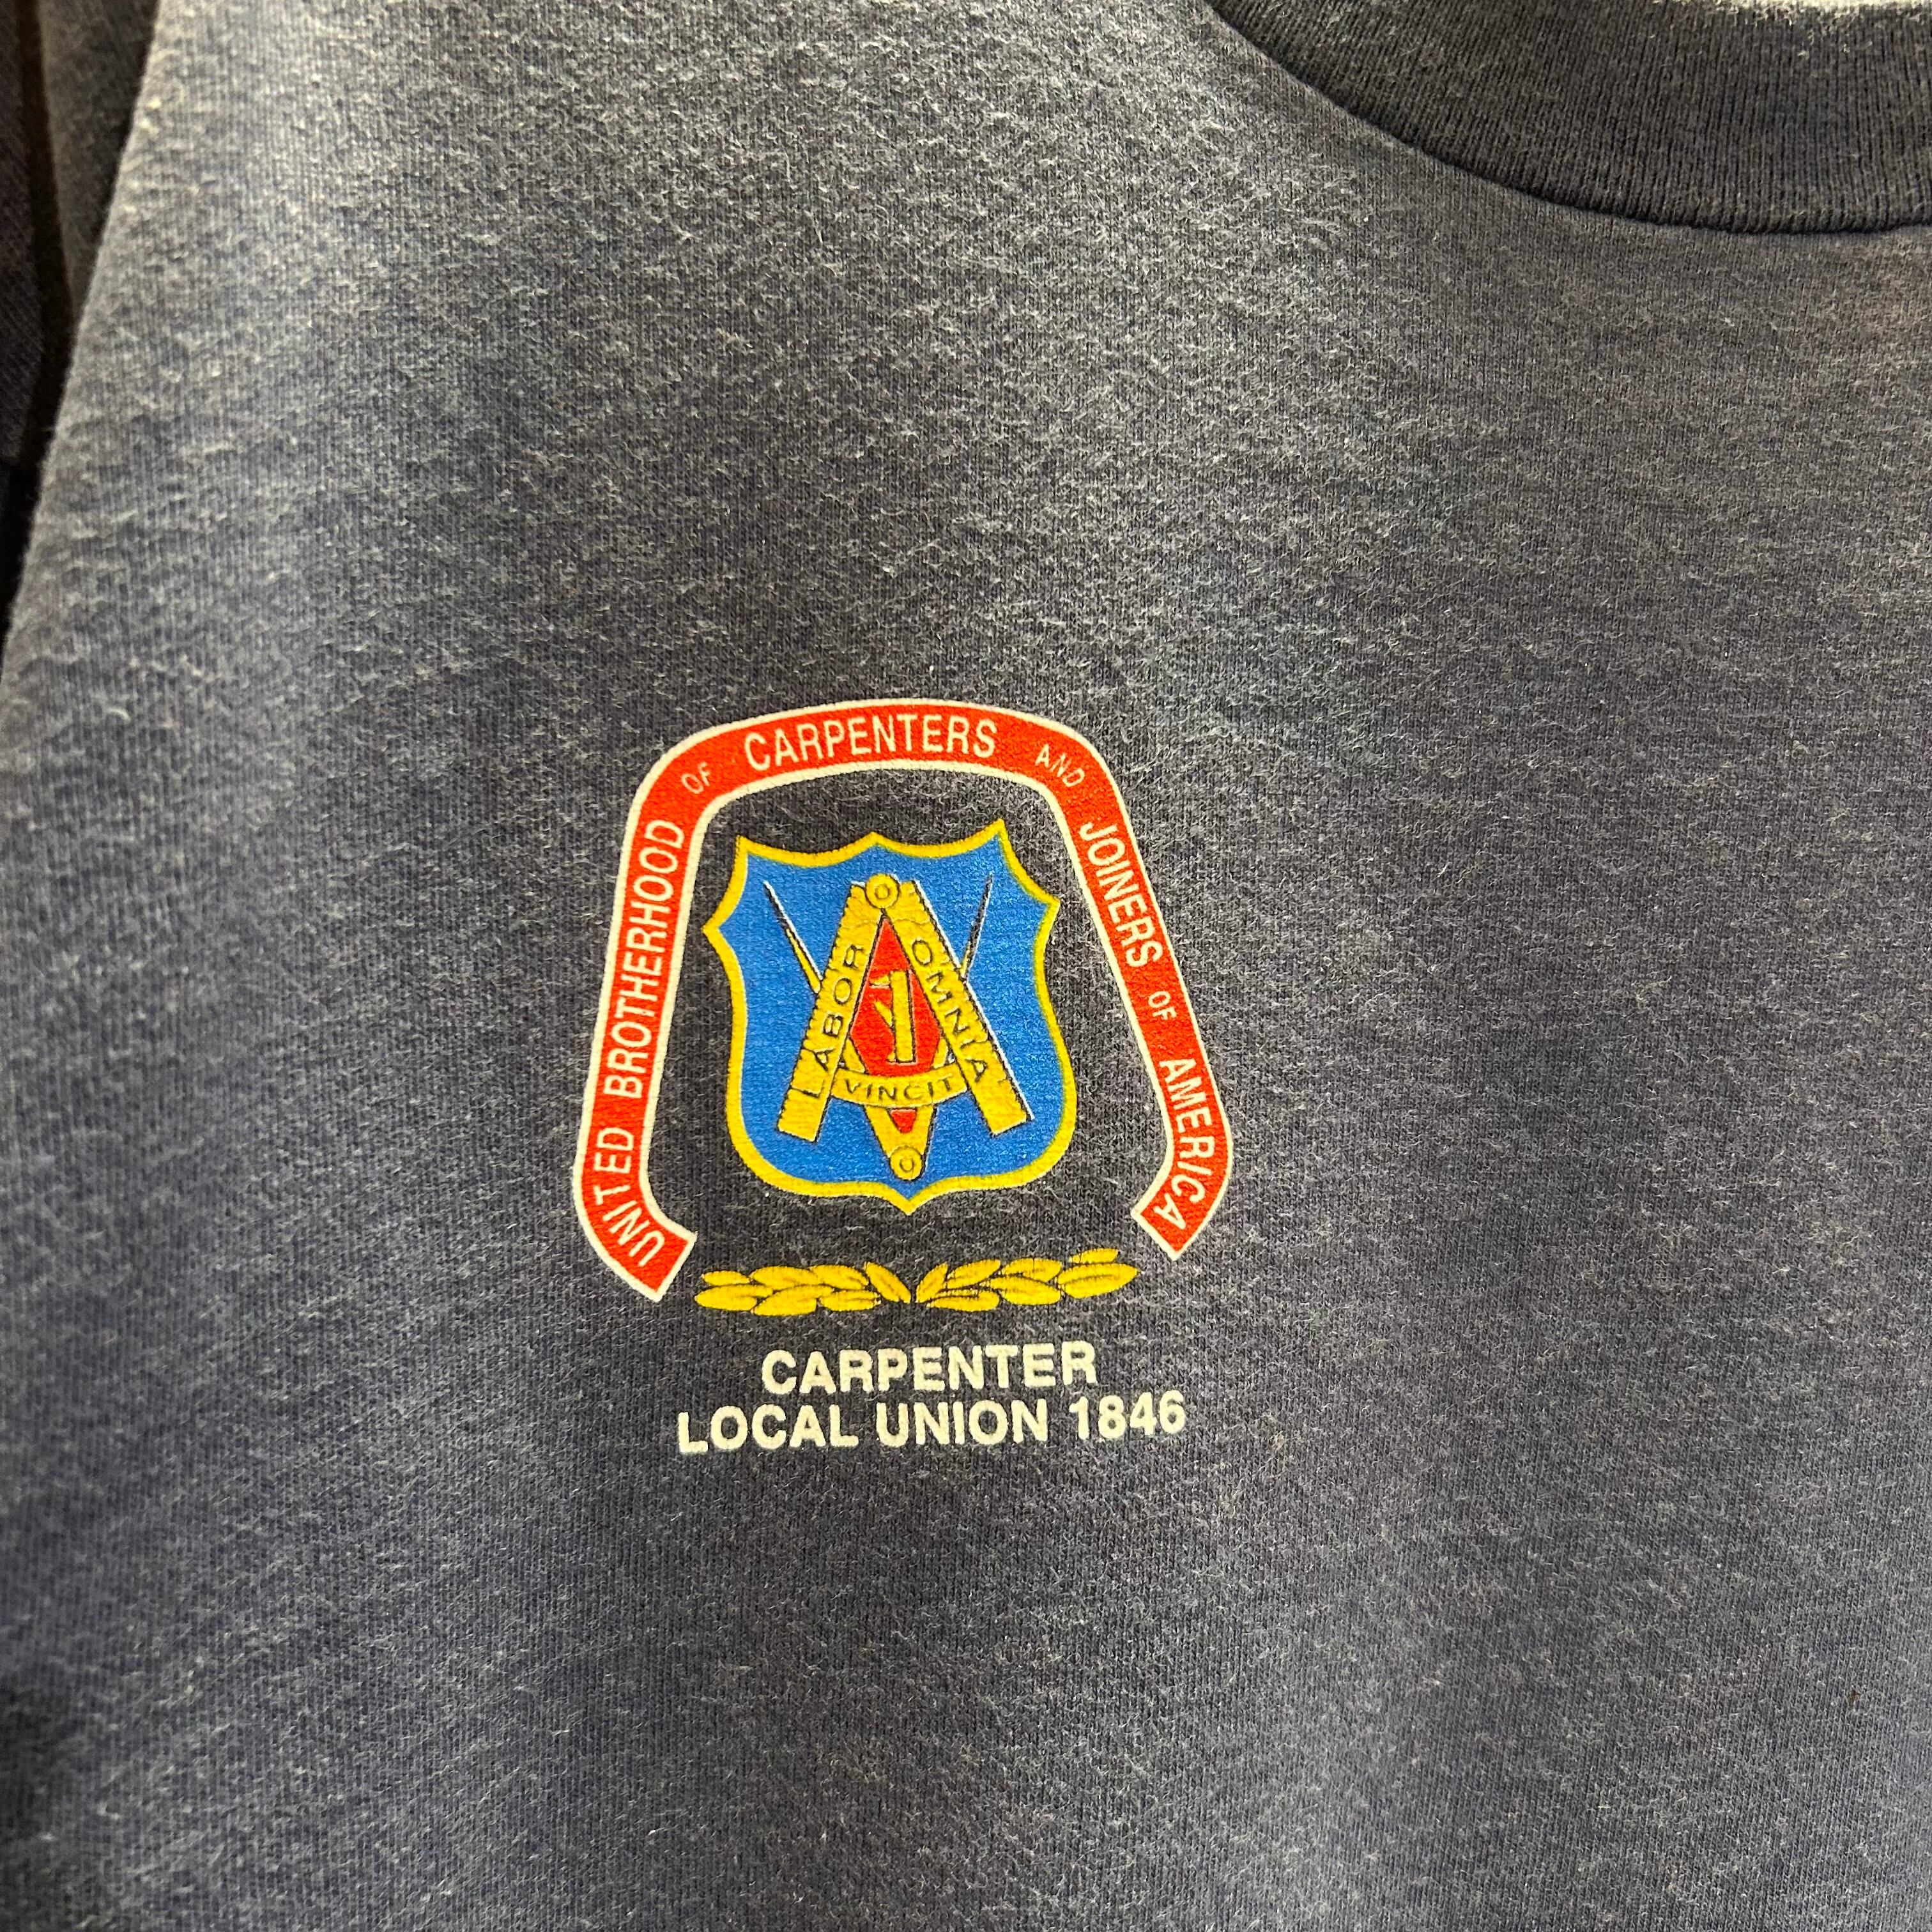 UNITED BROTHERHOOD OF CARPENTERS AND JOINERS OF AMERICA
LABOR OMNIA
VINCIT
CARPENTER
LOCAL UNION 1846